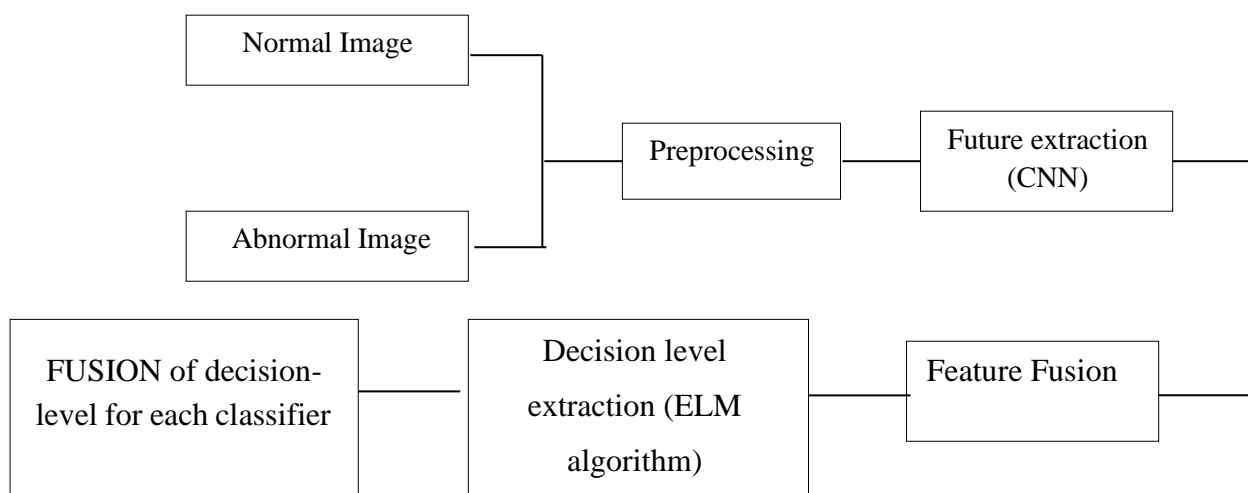 Normal Image
Abnormal Image
Preprocessing
Future extraction
(CNN)
FUSION of decision-
level for each classifier
Decision level
extraction (ELM
algorithm)
Feature Fusion